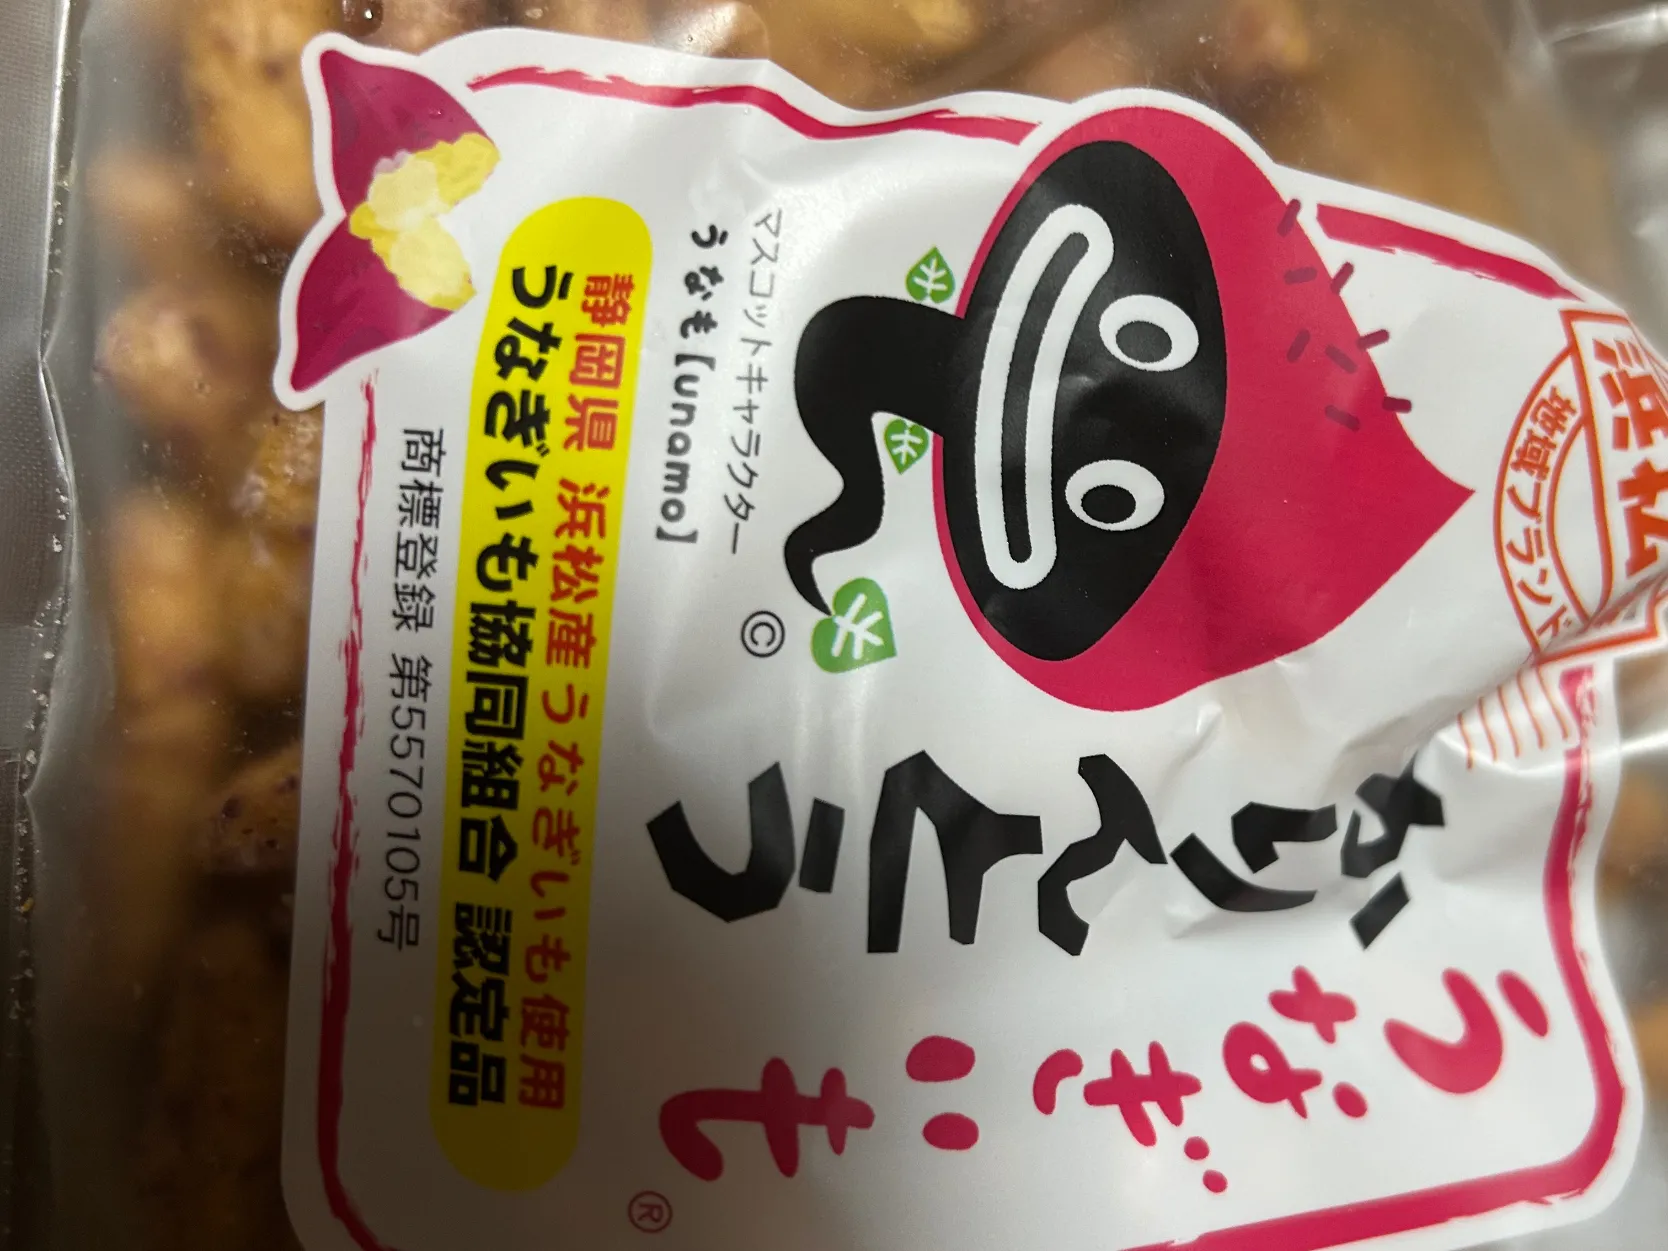 浜松
地域ブランド
うなぎいも
®
かりんとう
マスコットキャラクター
うなも【unamo】
©
静岡県 浜松産うなぎいも使用
うなぎいも協同組合 認定品
商標登録 第5570105号